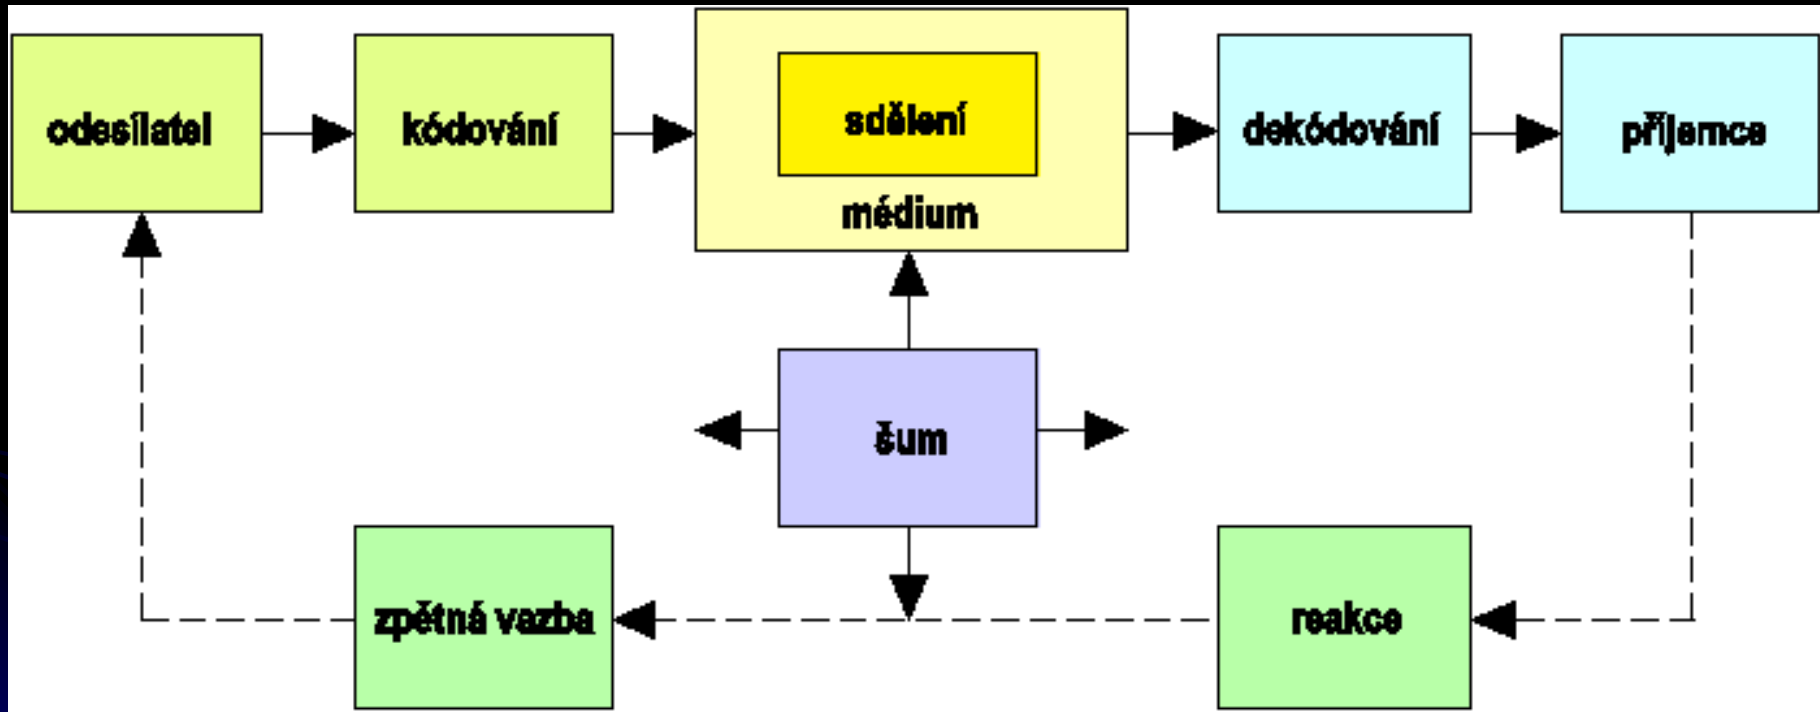 odesílatel
kódování
sdělení
médium
dekódování
příjemce
šum
zpětná vazba
reakce